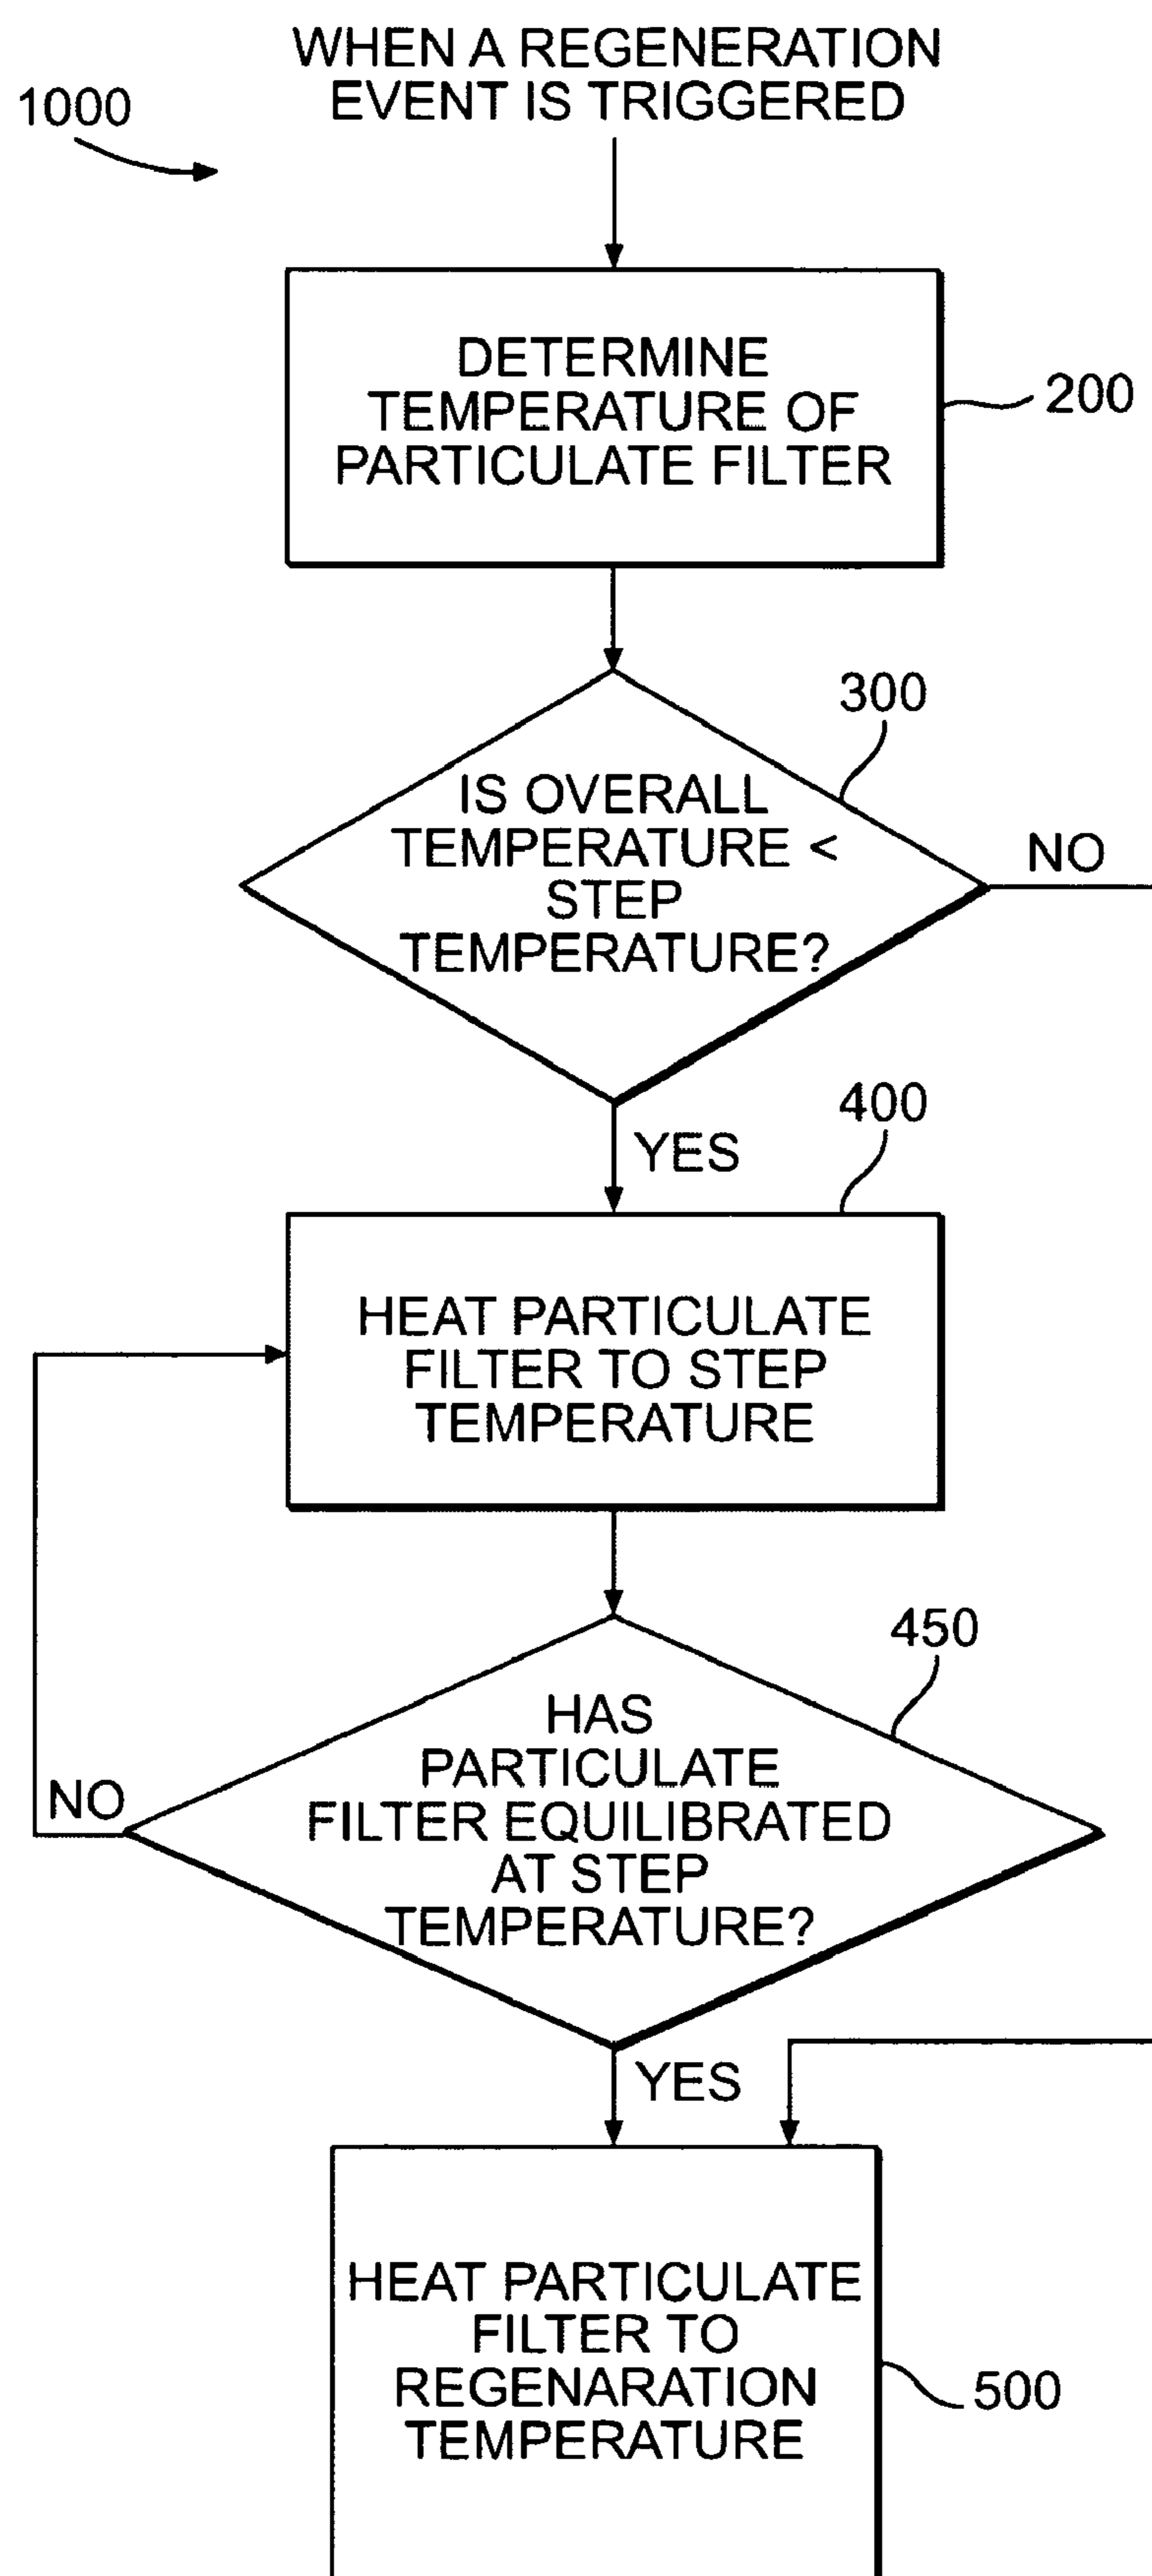 WHEN A REGENERATION
EVENT IS TRIGGERED
1000
DETERMINE
TEMPERATURE OF
PARTICULATE FILTER
200
300
IS OVERALL
TEMPERATURE <
STEP
TEMPERATURE?
NO
YES
400
HEAT PARTICULATE
FILTER TO STEP
TEMPERATURE
450
HAS
PARTICULATE
FILTER EQUILIBRATED
AT STEP
TEMPERATURE?
NO
YES
HEAT PARTICULATE
FILTER TO
REGENARATION
TEMPERATURE
500